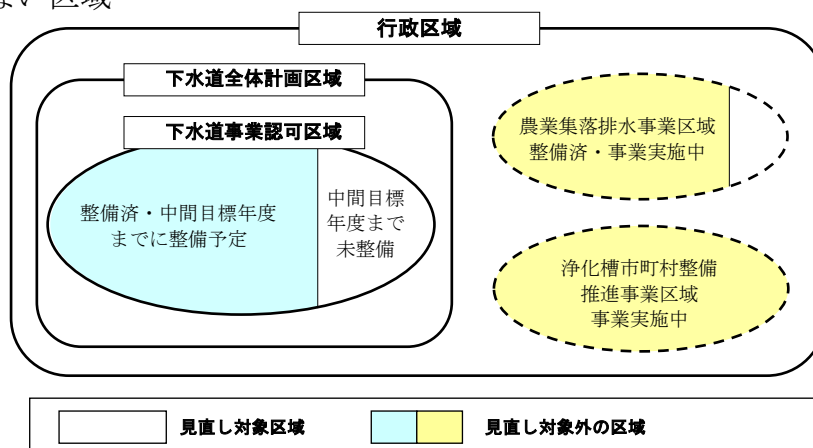 ない区域
行政区域
下水道全体計画区域
下水道事業認可区域
整備済・中間目標年度
までに整備予定
中間目標
年度まで
未整備
農業集落排水事業区域
整備済・事業実施中
浄化槽市町村整備
推進事業区域
事業実施中
見直し対象区域
見直し対象外の区域